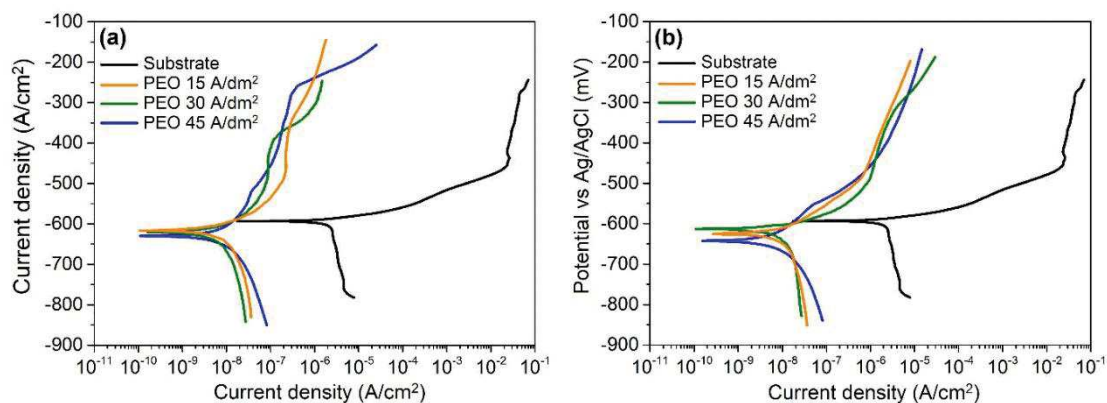 (a)
Substrate
PEO 15 A/dm²
PEO 30 A/dm²
PEO 45 A/dm²
Current density (A/cm²)
-100
-200
-300
-400
-500
-600
-700
-800
-900
10⁻¹¹ 10⁻¹⁰ 10⁻⁹ 10⁻⁸ 10⁻⁷ 10⁻⁶ 10⁻⁵ 10⁻⁴ 10⁻³ 10⁻² 10⁻¹
Current density (A/cm²)
(b)
Substrate
PEO 15 A/dm²
PEO 30 A/dm²
PEO 45 A/dm²
Potential vs Ag/AgCl (mV)
-100
-200
-300
-400
-500
-600
-700
-800
-900
10⁻¹¹ 10⁻¹⁰ 10⁻⁹ 10⁻⁸ 10⁻⁷ 10⁻⁶ 10⁻⁵ 10⁻⁴ 10⁻³ 10⁻² 10⁻¹
Current density (A/cm²)